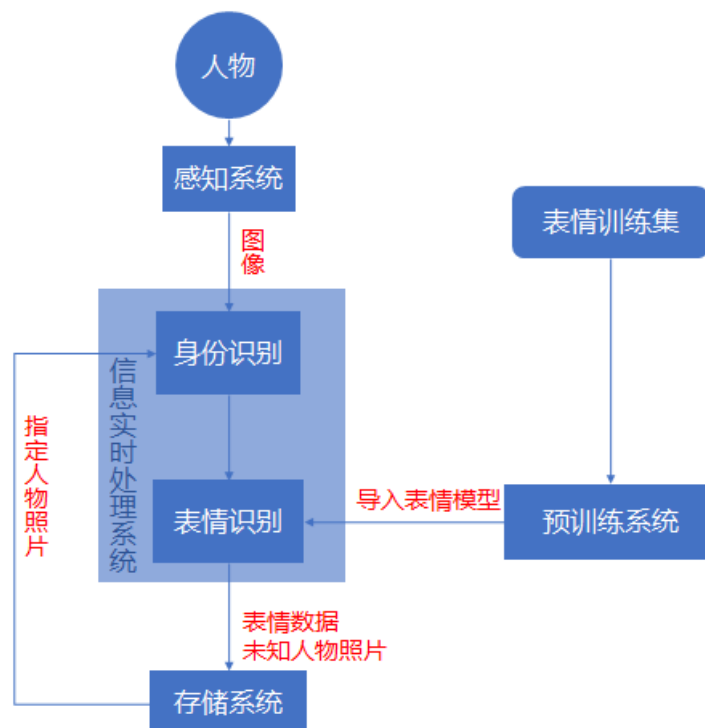 人物
感知系统
图像
表情训练集
身份识别
信息实时处理系统
指定人物照片
表情识别
导入表情模型
预训练系统
表情数据
未知人物照片
存储系统